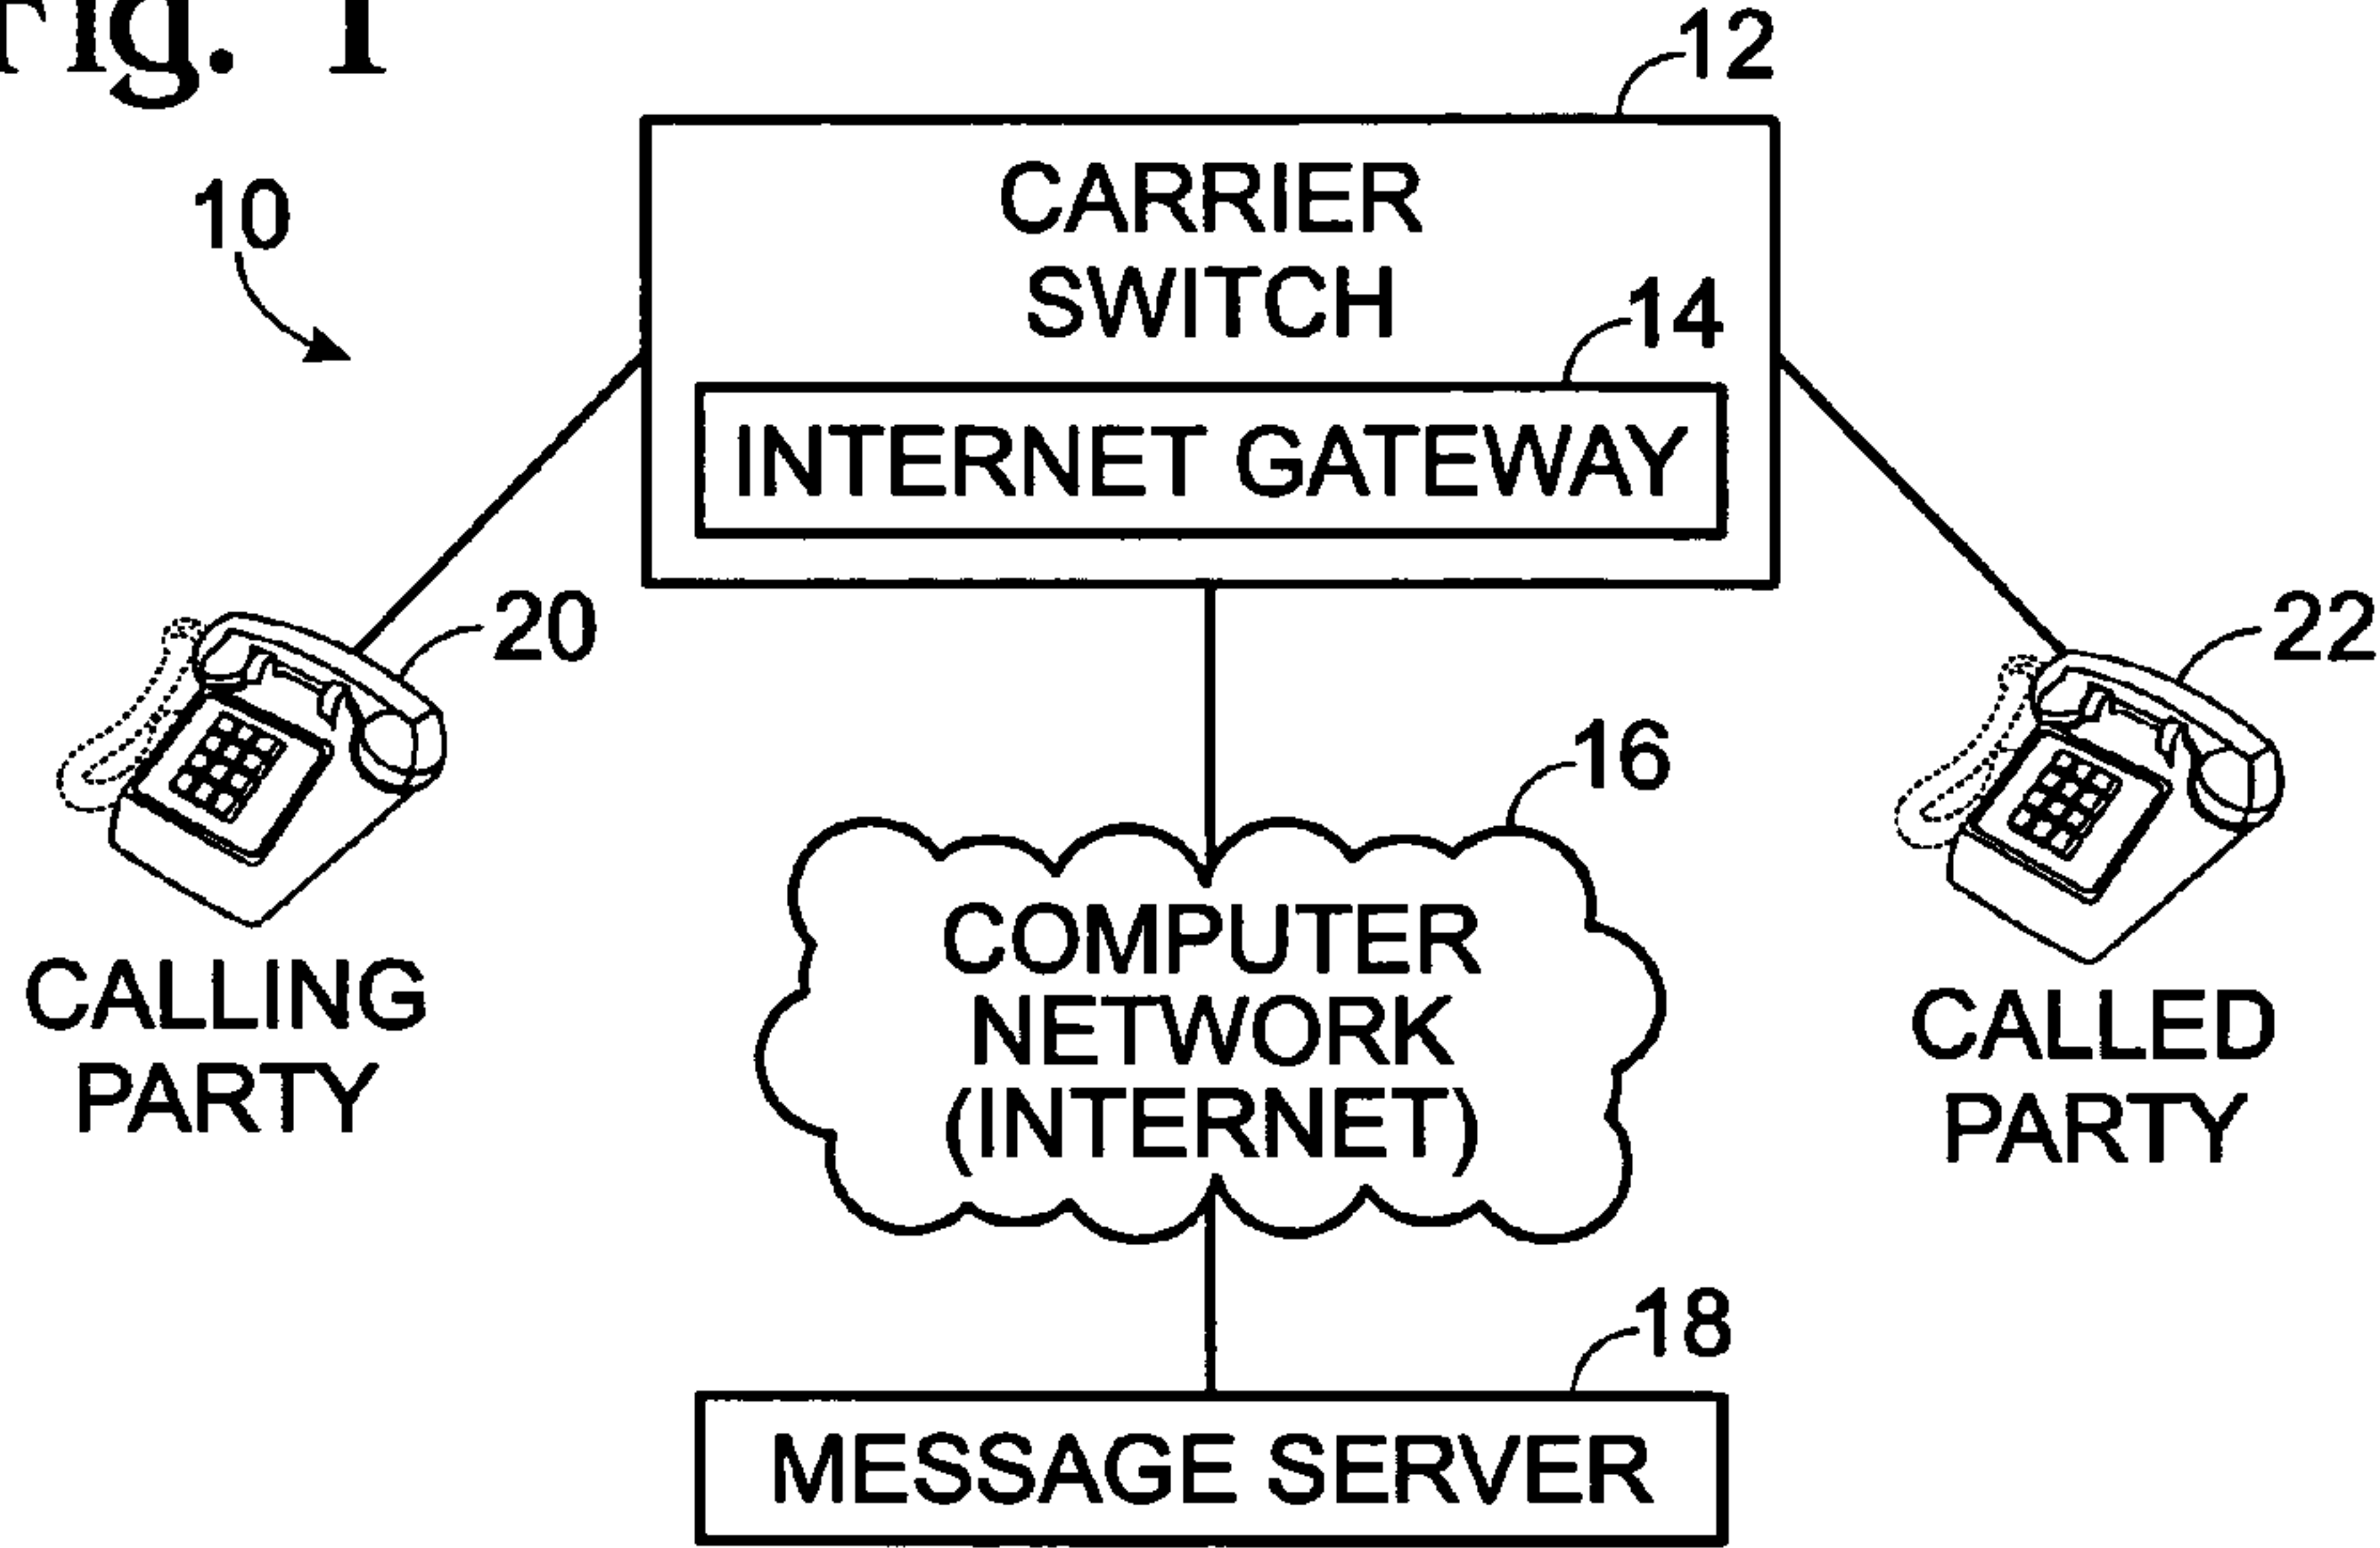 Fig. 1
12
10
CARRIER
SWITCH
14
INTERNET GATEWAY
20
22
16
COMPUTER
NETWORK
(INTERNET)
CALLING
PARTY
CALLED
PARTY
18
MESSAGE SERVER